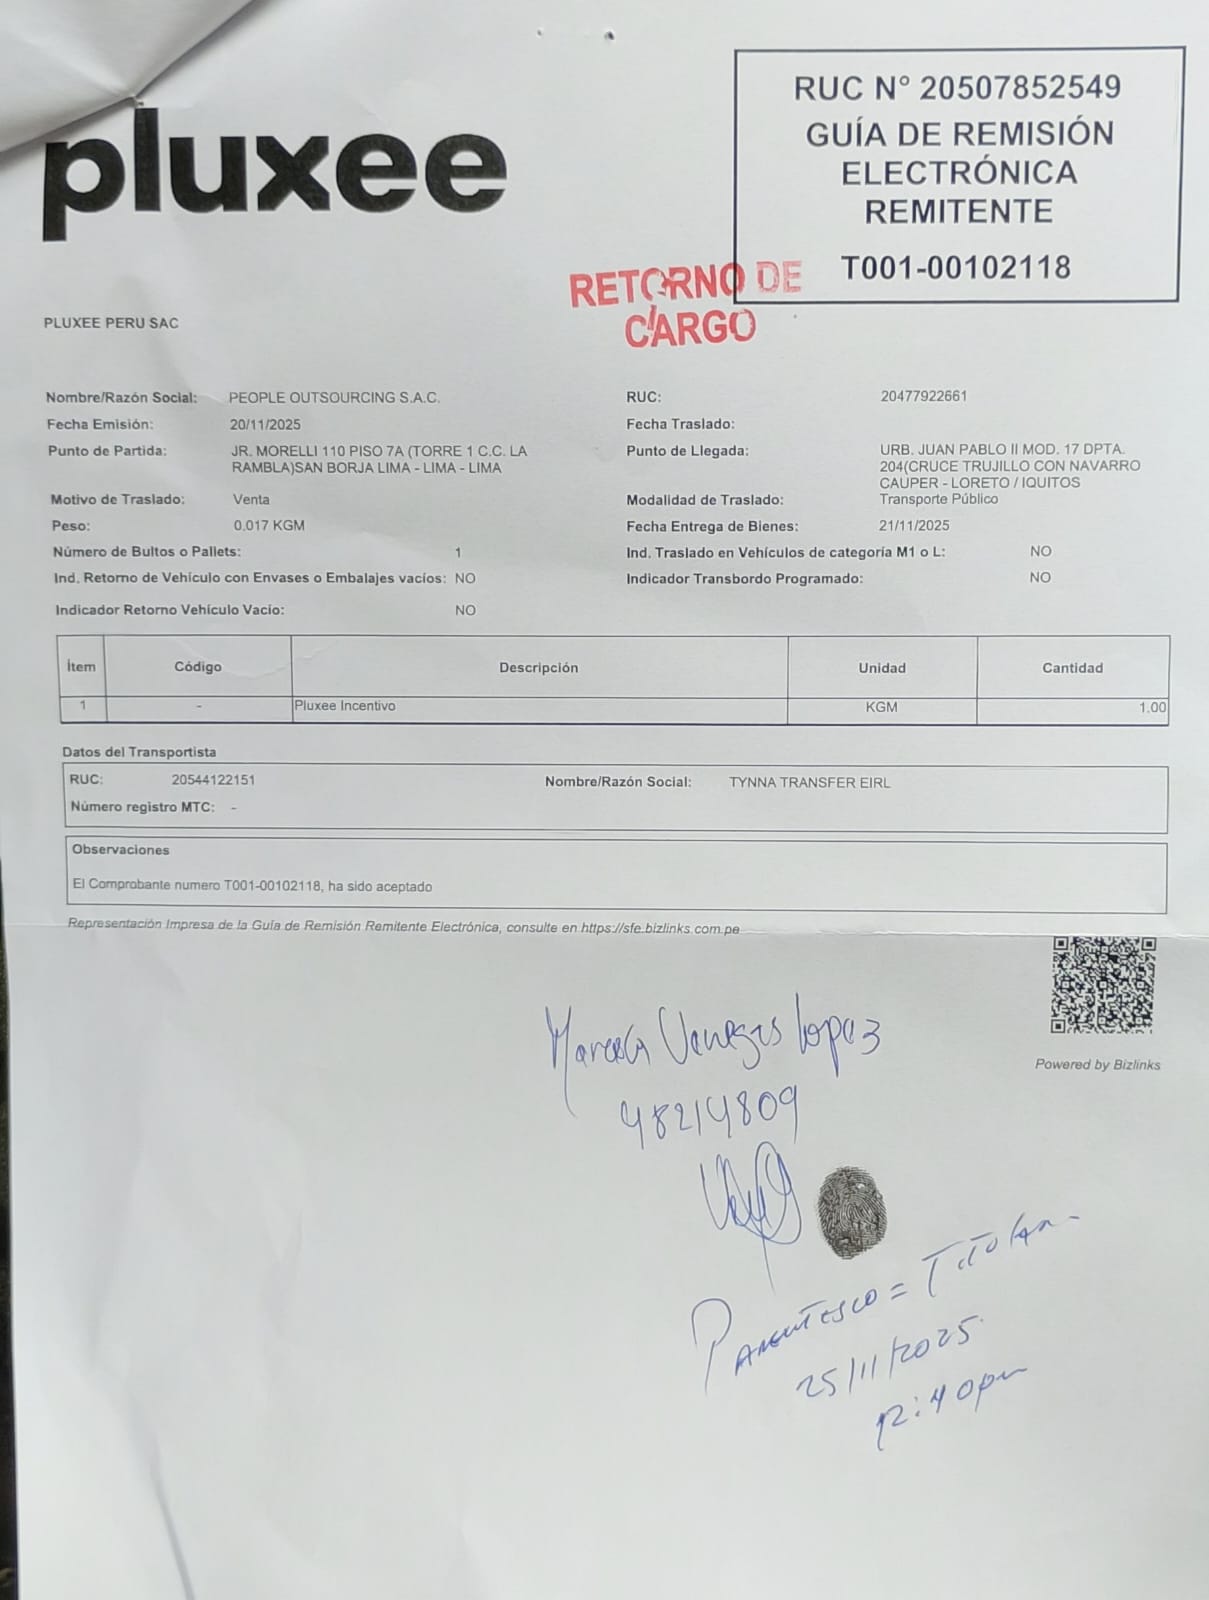 pluxee
RUC N° 20507852549
GUÍA DE REMISIÓN
ELECTRÓNICA
REMITENTE
T001-00102118
RETORNO DE
CARGO
PLUXEE PERU SAC
Nombre/Razón Social: PEOPLE OUTSOURCING S.A.C. RUC: 20477922661
Fecha Emisión: 20/11/2025 Fecha Traslado:
Punto de Partida: JR. MORELLI 110 PISO 7A (TORRE 1 C.C. LA
RAMBLA)SAN BORJA LIMA - LIMA - LIMA
Punto de Llegada: URB. JUAN PABLO II MOD. 17 DPTA.
204(CRUCE TRUJILLO CON NAVARRO
CAUPER - LORETO / IQUITOS
Motivo de Traslado: Venta Modalidad de Traslado: Transporte Público
Peso: 0.017 KGM Fecha Entrega de Bienes: 21/11/2025
Número de Bultos o Pallets: 1 Ind. Traslado en Vehículos de categoría M1 o L: NO
Ind. Retorno de Vehículo con Envases o Embalajes vacíos: NO Indicador Transbordo Programado: NO
Indicador Retorno Vehículo Vacio: NO
Ítem Código Descripción Unidad Cantidad
1 - Pluxee Incentivo KGM 1.00
Datos del Transportista
RUC: 20544122151 Nombre/Razón Social: TYNNA TRANSFER EIRL
Número registro MTC: -
Observaciones
El Comprobante numero T001-00102118, ha sido aceptado
Representación Impresa de la Guía de Remisión Remitente Electrónica, consulte en https://sfe.bizlinks.com.pe
Powered by Bizlinks
Venegas Lopez
48214809
Parentesco = Titular.
25/11/2025
12:40pm